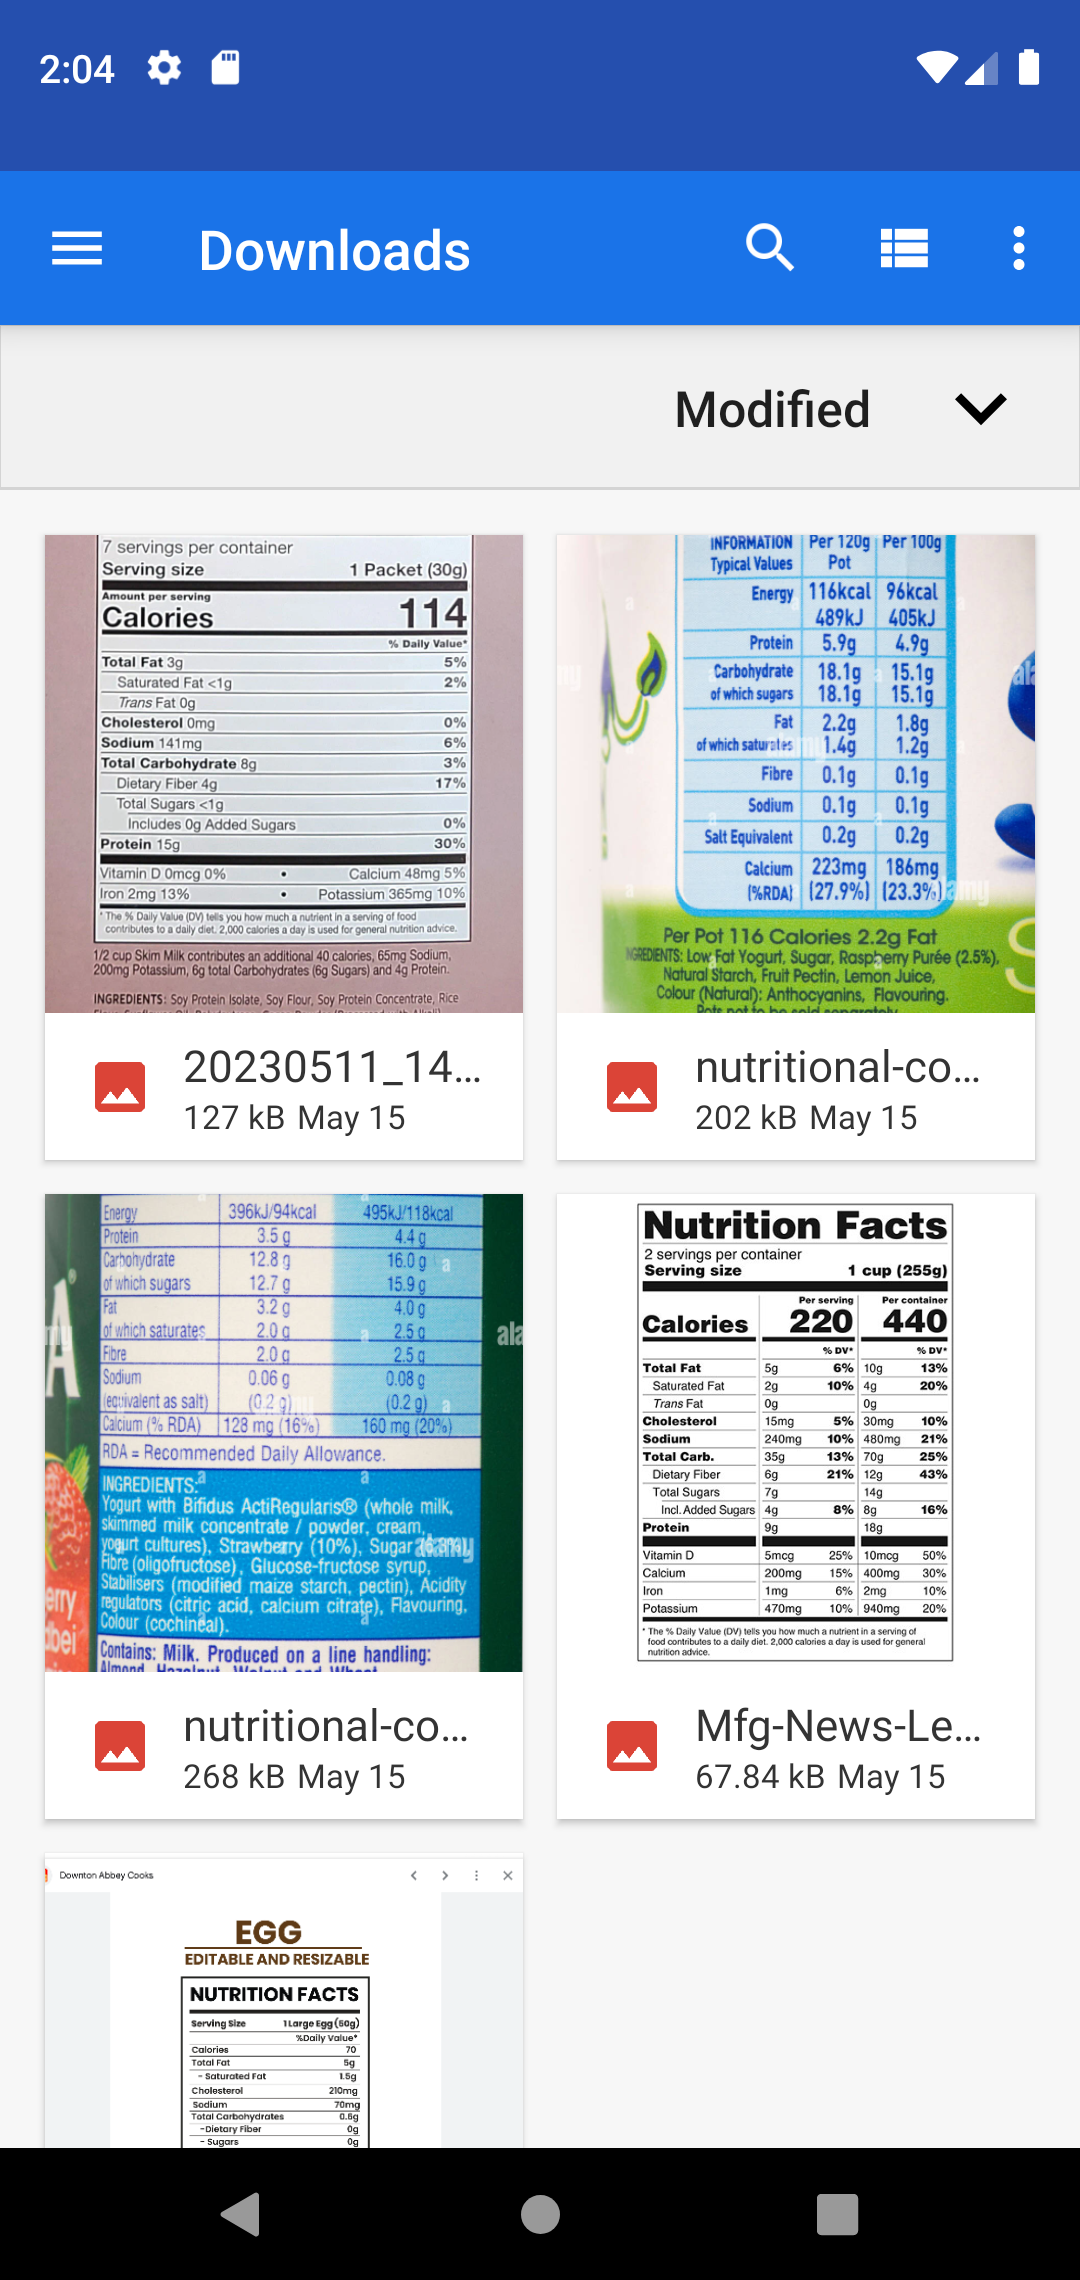 2:04
Downloads
Modified
7 servings per container
Serving size 1 Packet (30g)
Amount per serving
Calories 114
% Daily Value*
Total Fat 3g 5%
Saturated Fat <1g 2%
Trans Fat 0g
Cholesterol 0mg 0%
Sodium 141mg 6%
Total Carbohydrate 8g 3%
Dietary Fiber 4g 17%
Total Sugars <1g
Includes 0g Added Sugars 0%
Protein 15g 30%
Vitamin D 0mcg 0% • Calcium 48mg 5%
Iron 2mg 13% • Potassium 365mg 10%
* The % Daily Value (DV) tells you how much a nutrient in a serving of food
contributes to a daily diet. 2,000 calories a day is used for general nutrition advice.
1/2 cup Skim Milk contributes an additional 40 calories, 65mg Sodium,
200mg Potassium, 6g total Carbohydrates (6g Sugars) and 4g Protein.
INGREDIENTS: Soy Protein Isolate, Soy Flour, Soy Protein Concentrate, Rice
20230511_14...
127 kB May 15
INFORMATION Per 120g Per 100g
Typical Values Pot
Energy 116kcal 96kcal
489kJ 405kJ
Protein 5.9g 4.9g
Carbohydrate 18.1g 15.1g
of which sugars 18.1g 15.1g
Fat 2.2g 1.8g
of which saturates 1.4g 1.2g
Fibre 0.1g 0.1g
Sodium 0.1g 0.1g
Salt Equivalent 0.2g 0.2g
Calcium 223mg 186mg
(%RDA) (27.9%) (23.3%)
Per Pot 116 Calories 2.2g Fat
INGREDIENTS: Low Fat Yogurt, Sugar, Raspberry Purée (2.5%),
Natural Starch, Fruit Pectin, Lemon Juice,
Colour (Natural): Anthocyanins, Flavouring.
Pots not to be sold separately
nutritional-co...
202 kB May 15
Energy 396kJ/94kcal 495kJ/118kcal
Protein 3.5 g 4.4 g
Carbohydrate 12.8 g 16.0 g
of which sugars 12.7 g 15.9 g
Fat 3.2 g 4.0 g
of which saturates 2.0 g 2.5 g
Fibre 2.0 g 2.5 g
Sodium 0.06 g 0.08 g
(equivalent as salt) (0.2 g) (0.2 g)
Calcium (% RDA) 128 mg (16%) 160 mg (20%)
RDA = Recommended Daily Allowance.
INGREDIENTS:
Yogurt with Bifidus ActiRegularis® (whole milk,
skimmed milk concentrate / powder, cream,
yogurt cultures), Strawberry (10%), Sugar
Fibre (oligofructose), Glucose-fructose syrup,
Stabilisers (modified maize starch, pectin), Acidity
regulators (citric acid, calcium citrate), Flavouring,
Colour (cochineal).
Contains: Milk. Produced on a line handling:
Almond, Hazelnut, Walnut and Wheat
alamy
nutritional-co...
268 kB May 15
Nutrition Facts
2 servings per container
Serving size 1 cup (255g)
Per serving Per container
Calories 220 440
% DV* % DV*
Total Fat 5g 6% 10g 13%
Saturated Fat 2g 10% 4g 20%
Trans Fat 0g 0g
Cholesterol 15mg 5% 30mg 10%
Sodium 240mg 10% 480mg 21%
Total Carb. 35g 13% 70g 25%
Dietary Fiber 6g 21% 12g 43%
Total Sugars 7g 14g
Incl. Added Sugars 4g 8% 8g 16%
Protein 9g 18g
Vitamin D 5mcg 25% 10mcg 50%
Calcium 200mg 15% 400mg 30%
Iron 1mg 6% 2mg 10%
Potassium 470mg 10% 940mg 20%
* The % Daily Value (DV) tells you how much a nutrient in a serving of
food contributes to a daily diet. 2,000 calories a day is used for general
nutrition advice.
Mfg-News-Le...
67.84 kB May 15
Downton Abbey Cooks
EGG
EDITABLE AND RESIZABLE
NUTRITION FACTS
Serving Size 1 Large Egg (50g)
%Daily Value*
Calories 70
Total Fat 5g
- Saturated Fat 1.5g
Cholesterol 210mg
Sodium 70mg
Total Carbohydrates 0.6g
-Dietary Fiber 0g
- Sugars 0g